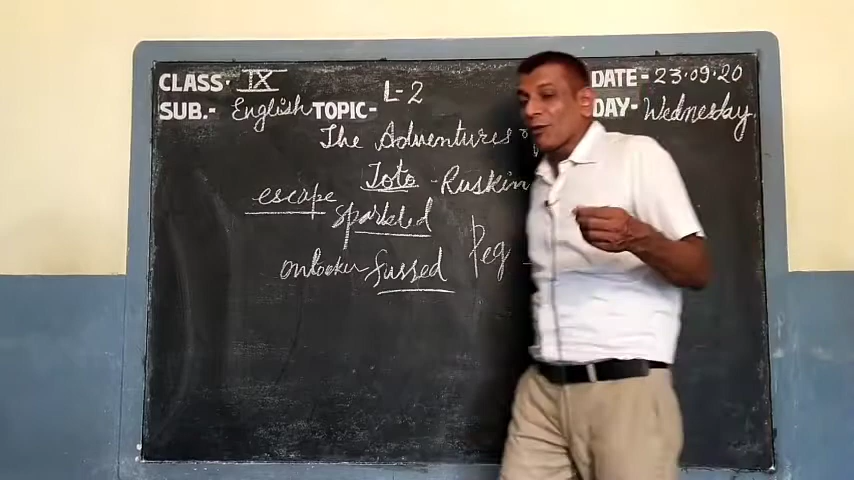 CLASS- IX L-2 DATE- 23.09.20
SUB.- English TOPIC- DAY- Wednesday
The Adventures
Toto - Ruskin
escape sparkled
onlooker fussed Peg -